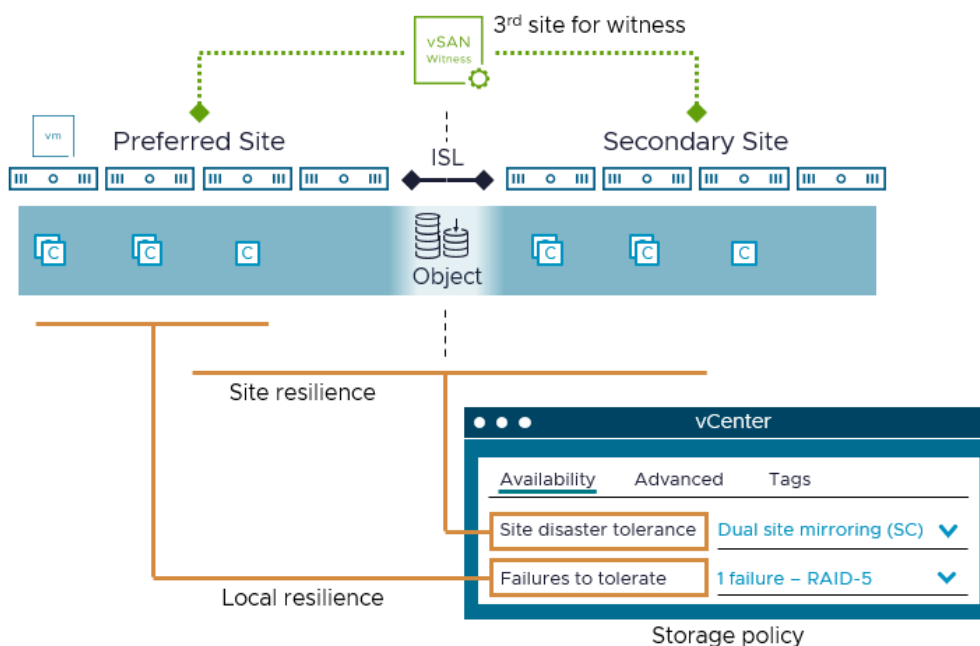 3rd site for witness
vSAN
Witness
vm
Preferred Site
ISL
Secondary Site
C
C
C
Object
C
C
C
Site resilience
vCenter
Availability Advanced Tags
Site disaster tolerance Dual site mirroring (SC)
Failures to tolerate 1 failure – RAID-5
Local resilience
Storage policy